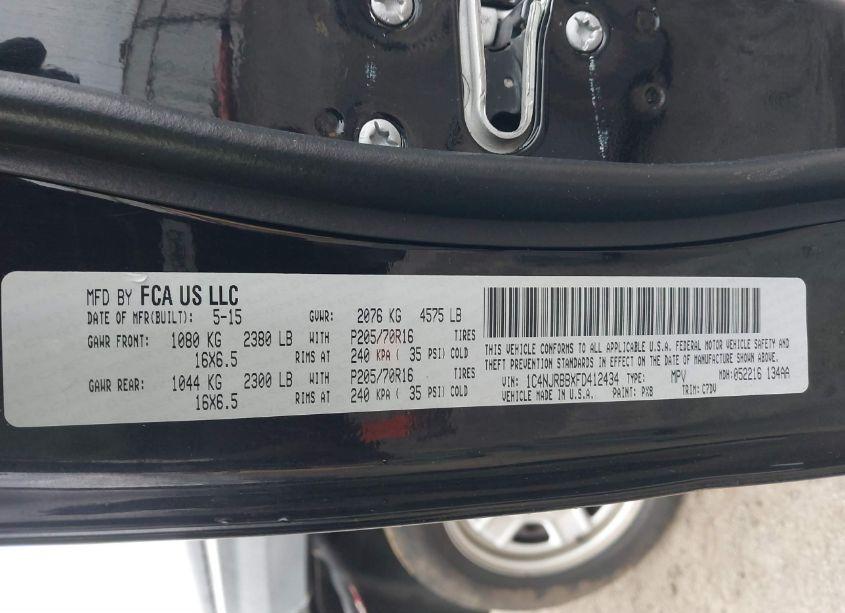 MFD BY FCA US LLC
DATE OF MFR(BUILT): 5-15 GVWR: 2076 KG 4575 LB
GAWR FRONT: 1080 KG 2380 LB WITH P205/70R16 TIRES
16X6.5 RIMS AT 240 KPA ( 35 PSI) COLD
GAWR REAR: 1044 KG 2300 LB WITH P205/70R16 TIRES
16X6.5 RIMS AT 240 KPA ( 35 PSI) COLD
THIS VEHICLE CONFORMS TO ALL APPLICABLE U.S.A. FEDERAL MOTOR VEHICLE SAFETY AND
THEFT PREVENTION STANDARDS IN EFFECT ON THE DATE OF MANUFACTURE SHOWN ABOVE.
VIN: 1C4NJRBBXFD412434 TYPE: MPV MDH: 052216 134AA
VEHICLE MADE IN U.S.A. PAINT: PX8 TRIM: C7DV